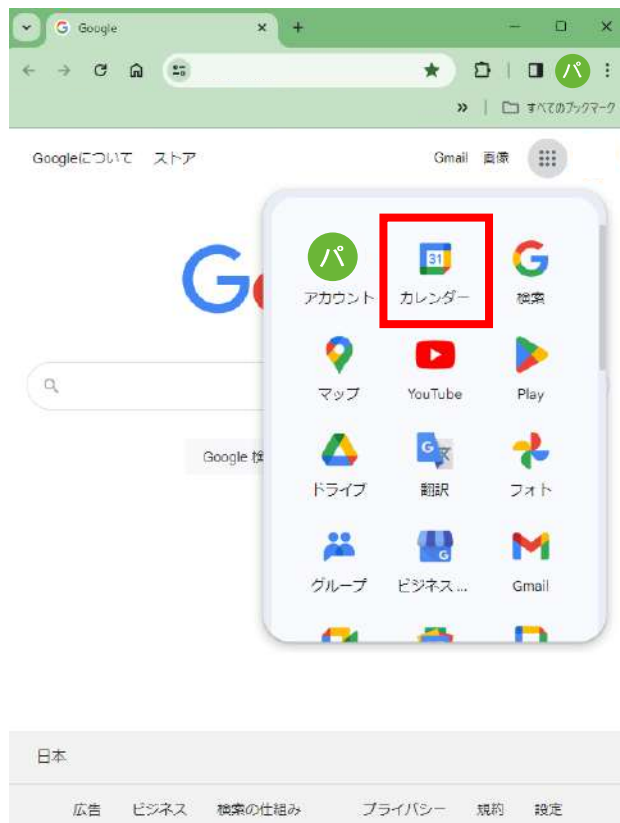 Google
すべてのブックマーク
Googleについて ストア Gmail 画像
パ
パ 31 G
アカウント カレンダー 検索
マップ YouTube Play
ドライブ 翻訳 フォト
グループ ビジネス... Gmail
Google 検
日本
広告 ビジネス 検索の仕組み プライバシー 規約 設定